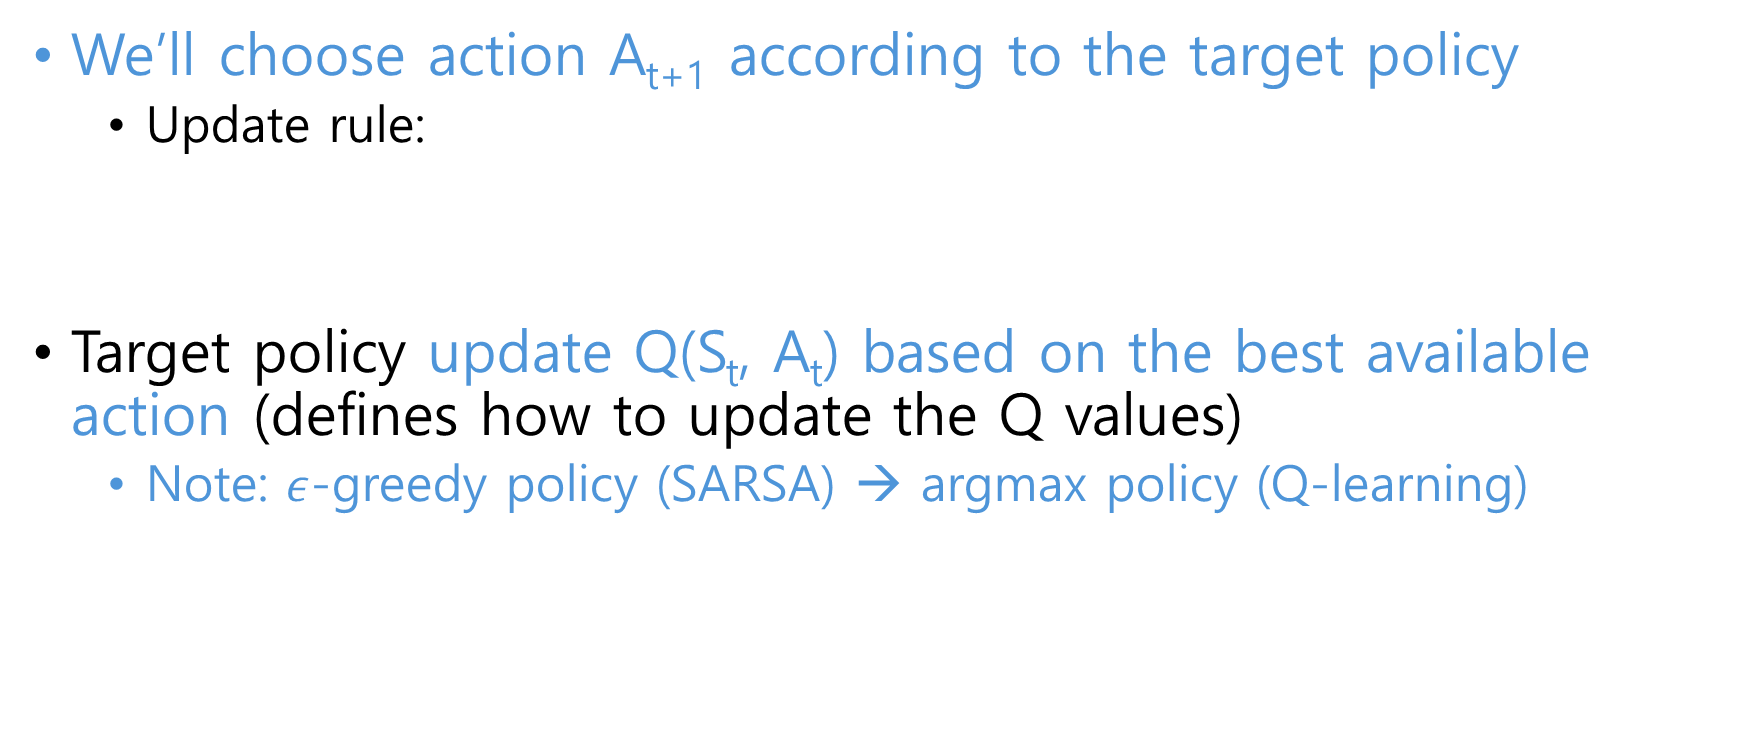 • We’ll choose action Aₜ₊₁ according to the target policy
• Update rule:
• Target policy update Q(Sₜ, Aₜ) based on the best available
action (defines how to update the Q values)
• Note: ϵ-greedy policy (SARSA) → argmax policy (Q-learning)